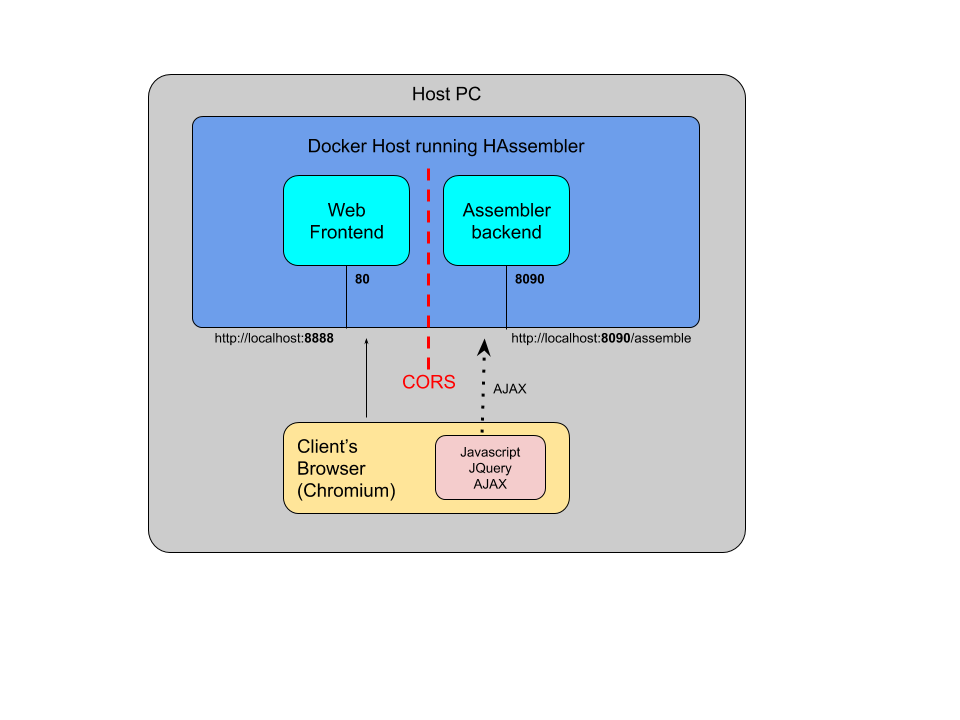 Host PC
Docker Host running HAssembler
Web
Frontend
Assembler
backend
80
8090
http://localhost:8888
http://localhost:8090/assemble
CORS
AJAX
Client’s
Browser
(Chromium)
Javascript
JQuery
AJAX